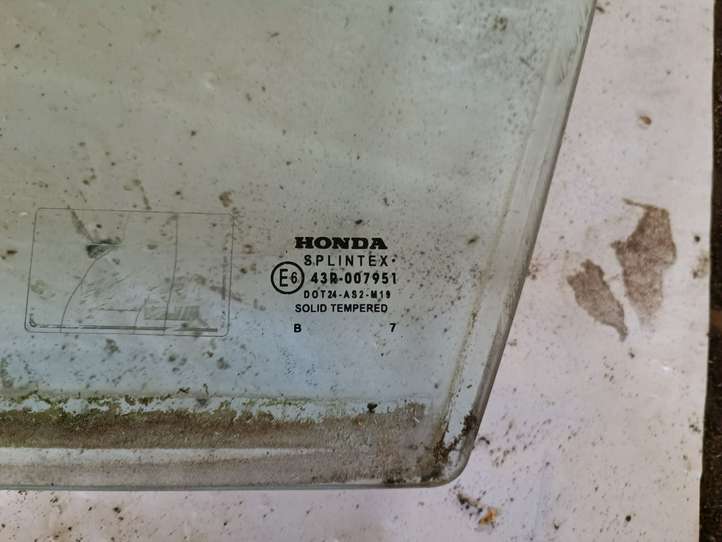 HONDA
SPLINTEX
E6 43R-007951
DOT24-AS2-M19
SOLID TEMPERED
B 7